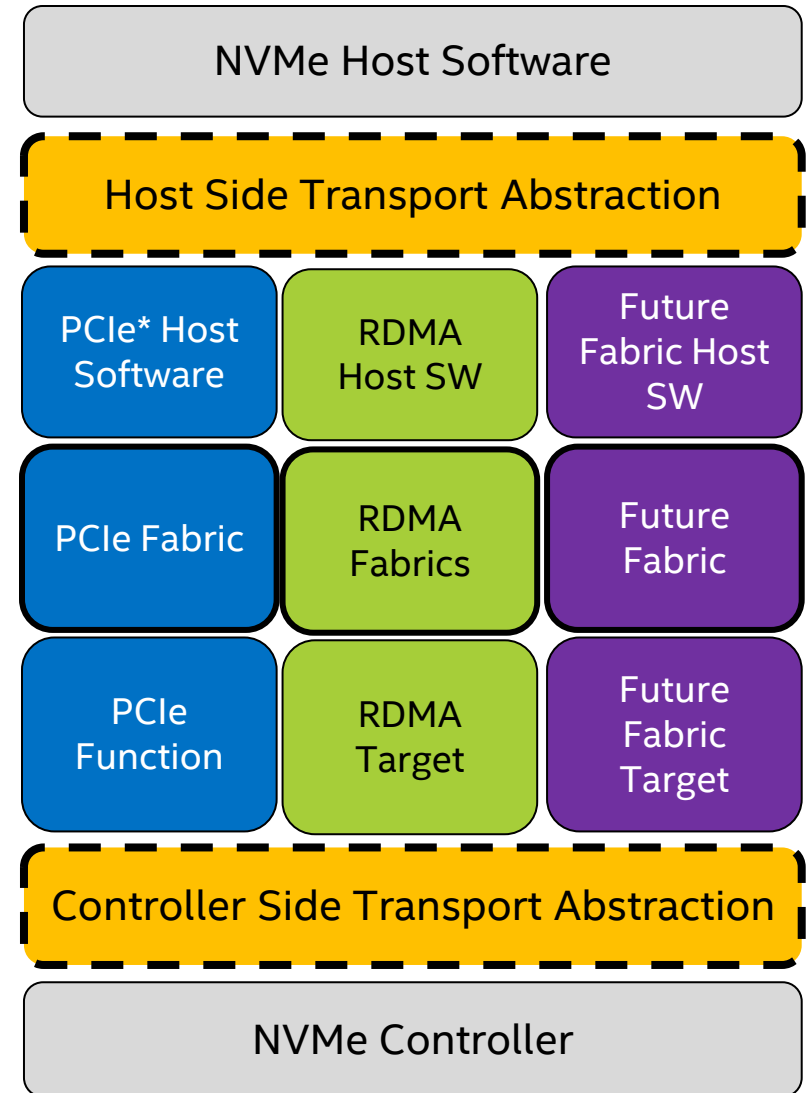 NVMe Host Software
Host Side Transport Abstraction
PCIe* Host
Software
RDMA
Host SW
Future
Fabric Host
SW
PCIe Fabric
RDMA
Fabrics
Future
Fabric
PCIe
Function
RDMA
Target
Future
Fabric
Target
Controller Side Transport Abstraction
NVMe Controller